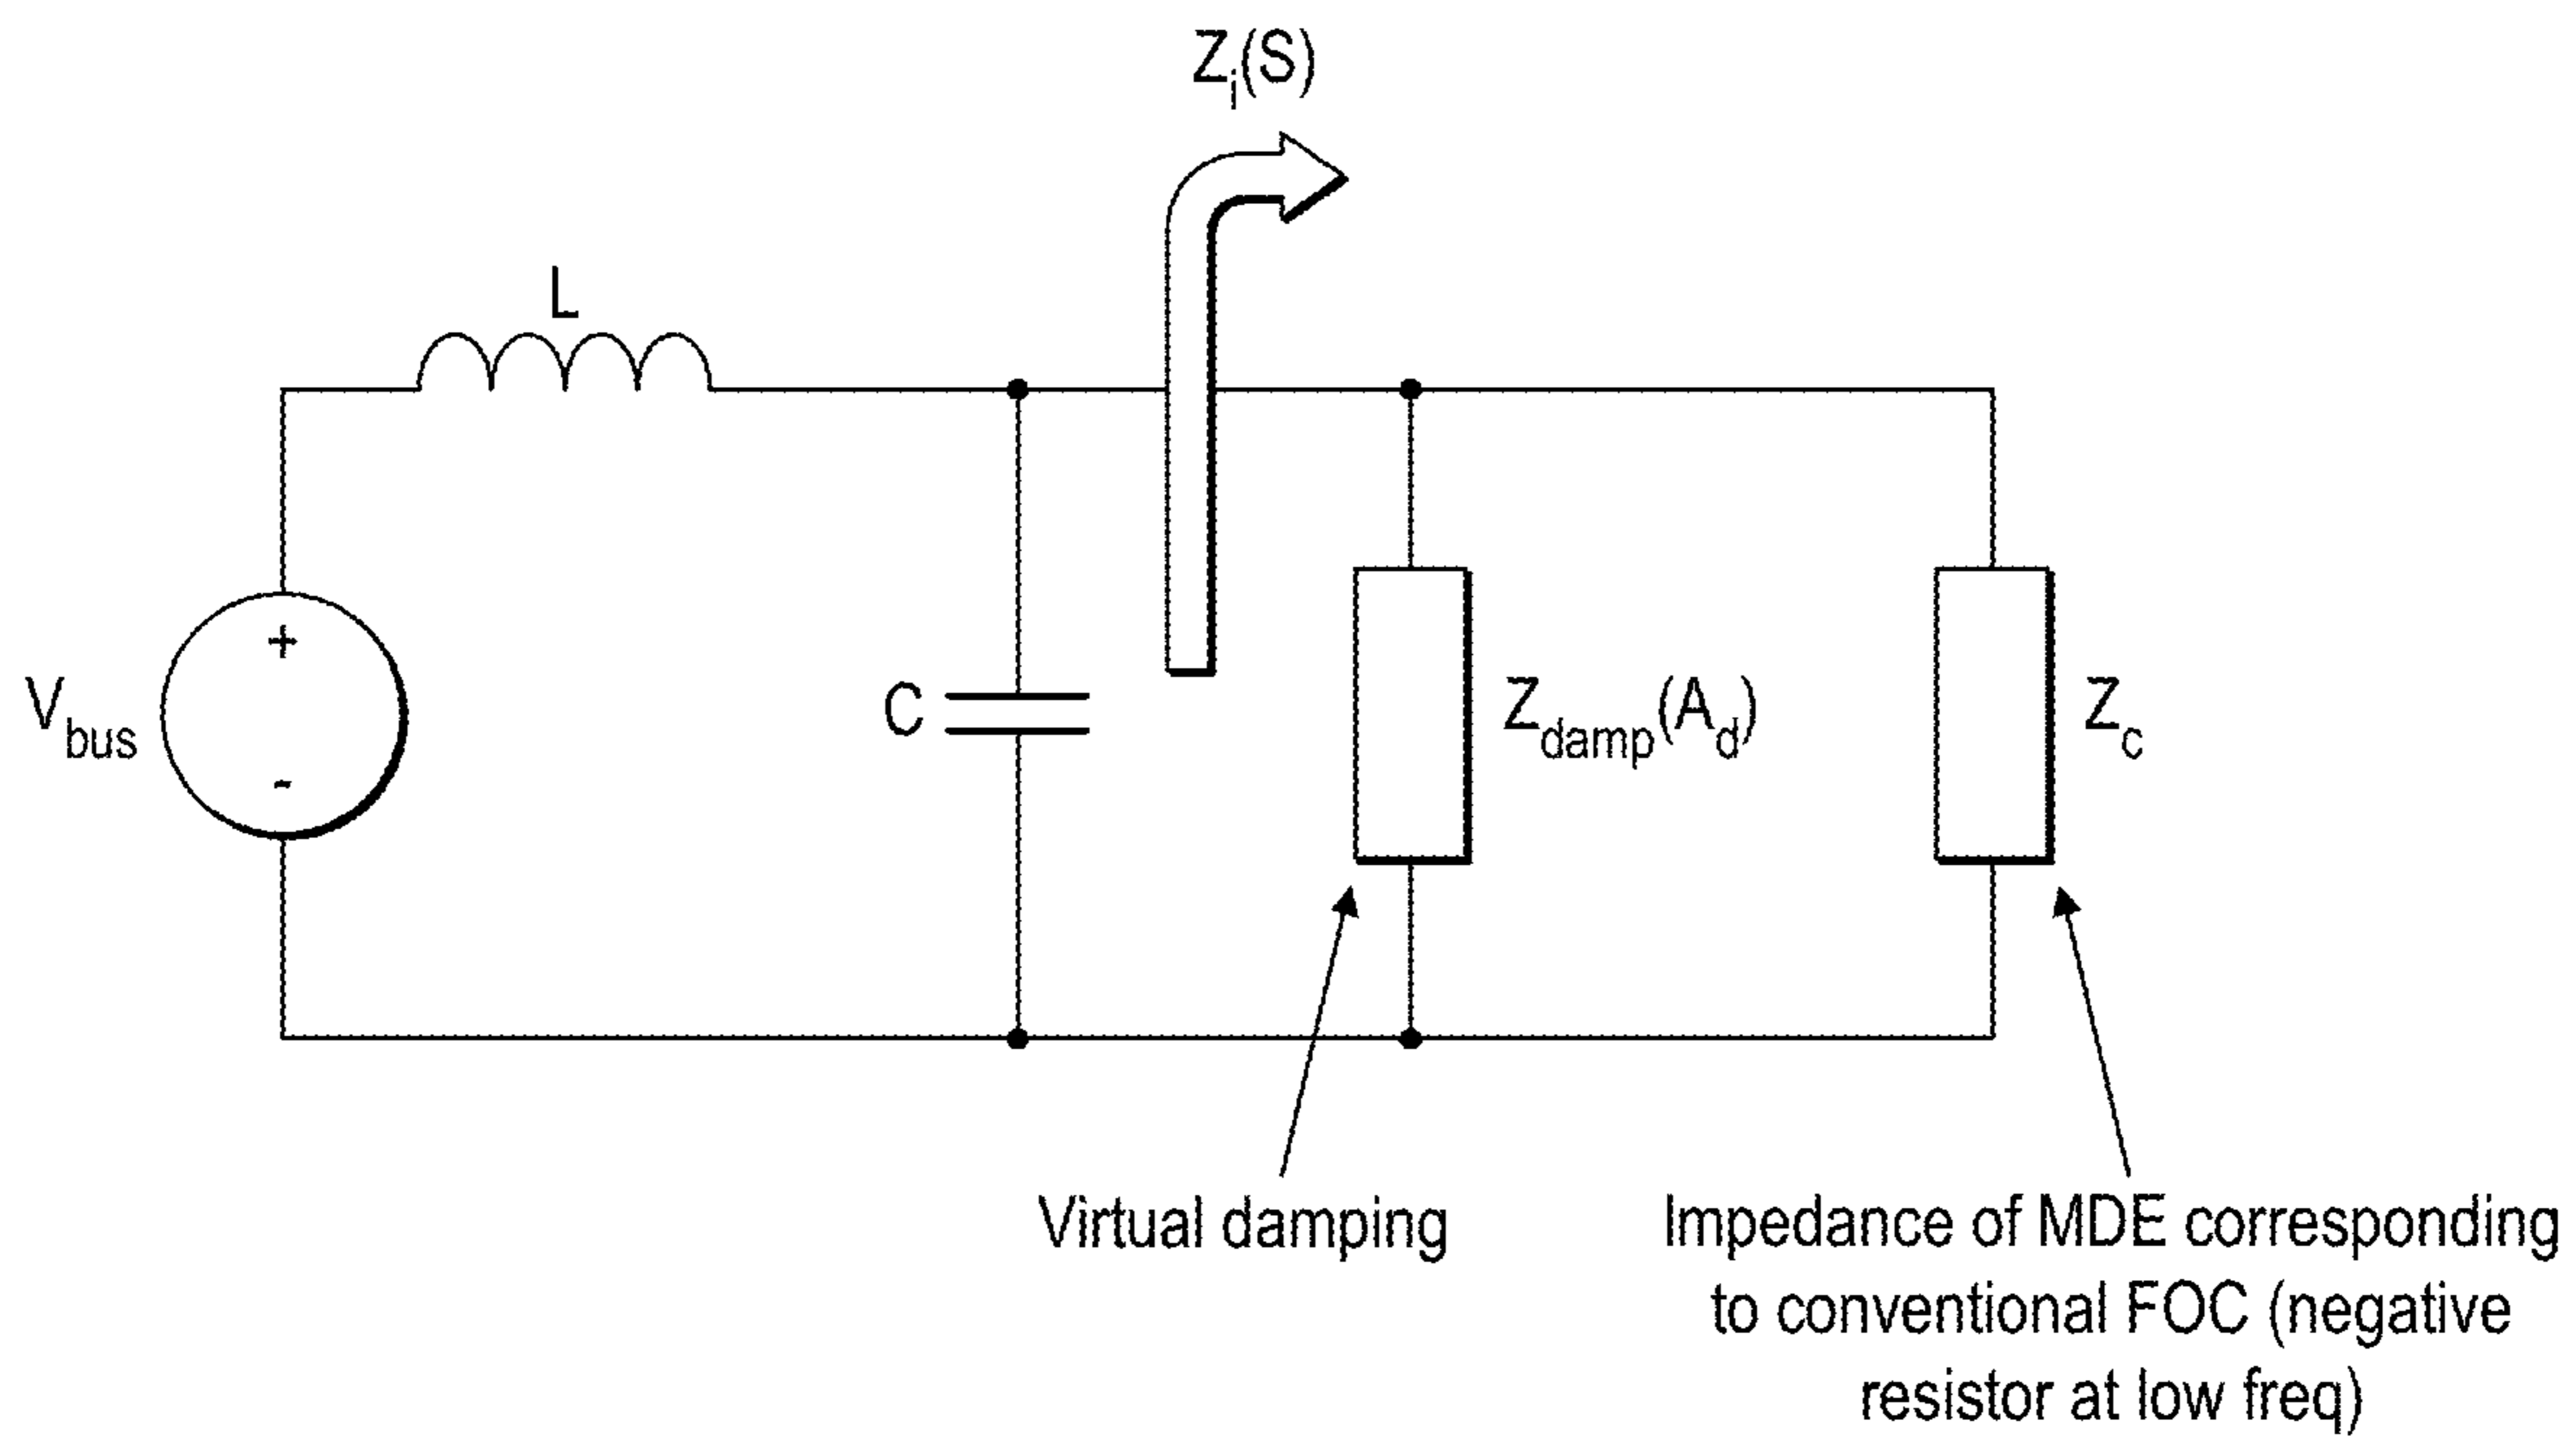 Zi(S)
L
+
Vbus
-
C
Zdamp(Ad)
Zc
Virtual damping
Impedance of MDE corresponding
to conventional FOC (negative
resistor at low freq)